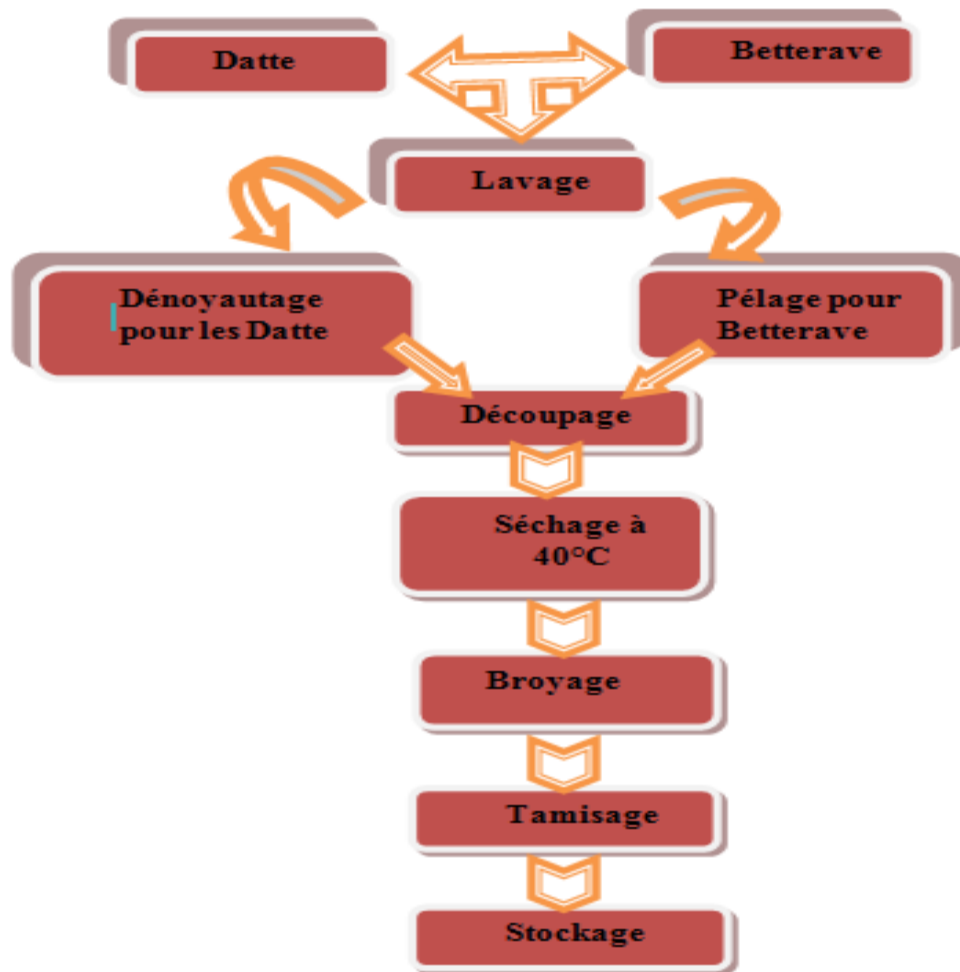 Datte
Betterave
Lavage
Dénoyautage
pour les Datte
Pélage pour
Betterave
Découpage
Séchage à
40°C
Broyage
Tamisage
Stockage